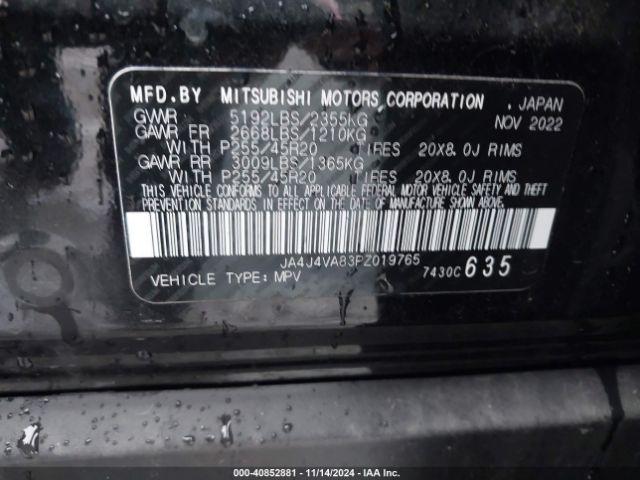 MFD.BY MITSUBISHI MOTORS CORPORATION . JAPAN
GVWR 5192LBS/2355KG NOV 2022
GAWR FR 2668LBS/1210KG
WITH P255/45R20 TIRES 20X8.0J RIMS
GAWR RR 3009LBS/1365KG
WITH P255/45R20 TIRES 20X8.0J RIMS
THIS VEHICLE CONFORMS TO ALL APPLICABLE FEDERAL MOTOR VEHICLE SAFETY AND THEFT
PREVENTION STANDARDS IN EFFECT ON THE DATE OF MANUFACTURE SHOWN ABOVE.
JA4J4VA83PZ019765
VEHICLE TYPE: MPV 7430C 635
000-40852881 - 11/14/2024 - IAA Inc.